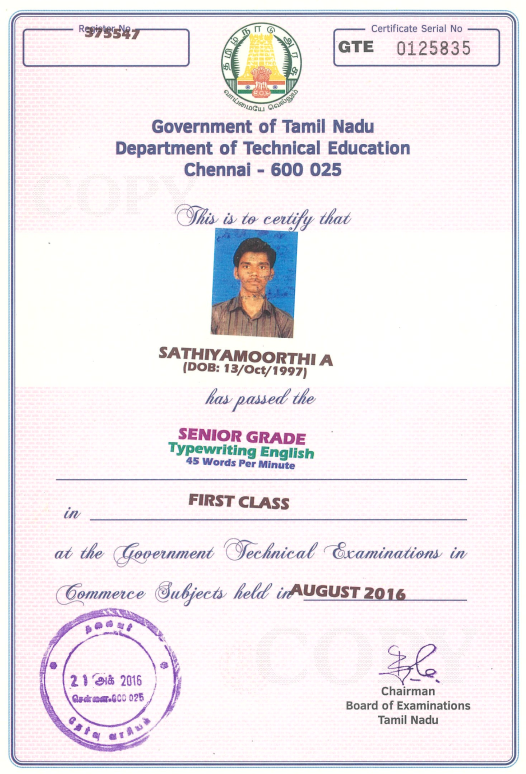 Register No
375547
Certificate Serial No
GTE 0125835
தமிழ்நாடு அரசு
வாய்மையே வெல்லும்
Government of Tamil Nadu
Department of Technical Education
Chennai - 600 025
COPY
This is to certify that
SATHIYAMOORTHI A
(DOB: 13/Oct/1997)
has passed the
SENIOR GRADE
Typewriting English
45 Words Per Minute
in FIRST CLASS
at the Government Technical Examinations in
Commerce Subjects held in AUGUST 2016
COPY
தலைவர்
21 அக் 2016
சென்னை-600 025
தேர்வு வாரியம்
Chairman
Board of Examinations
Tamil Nadu